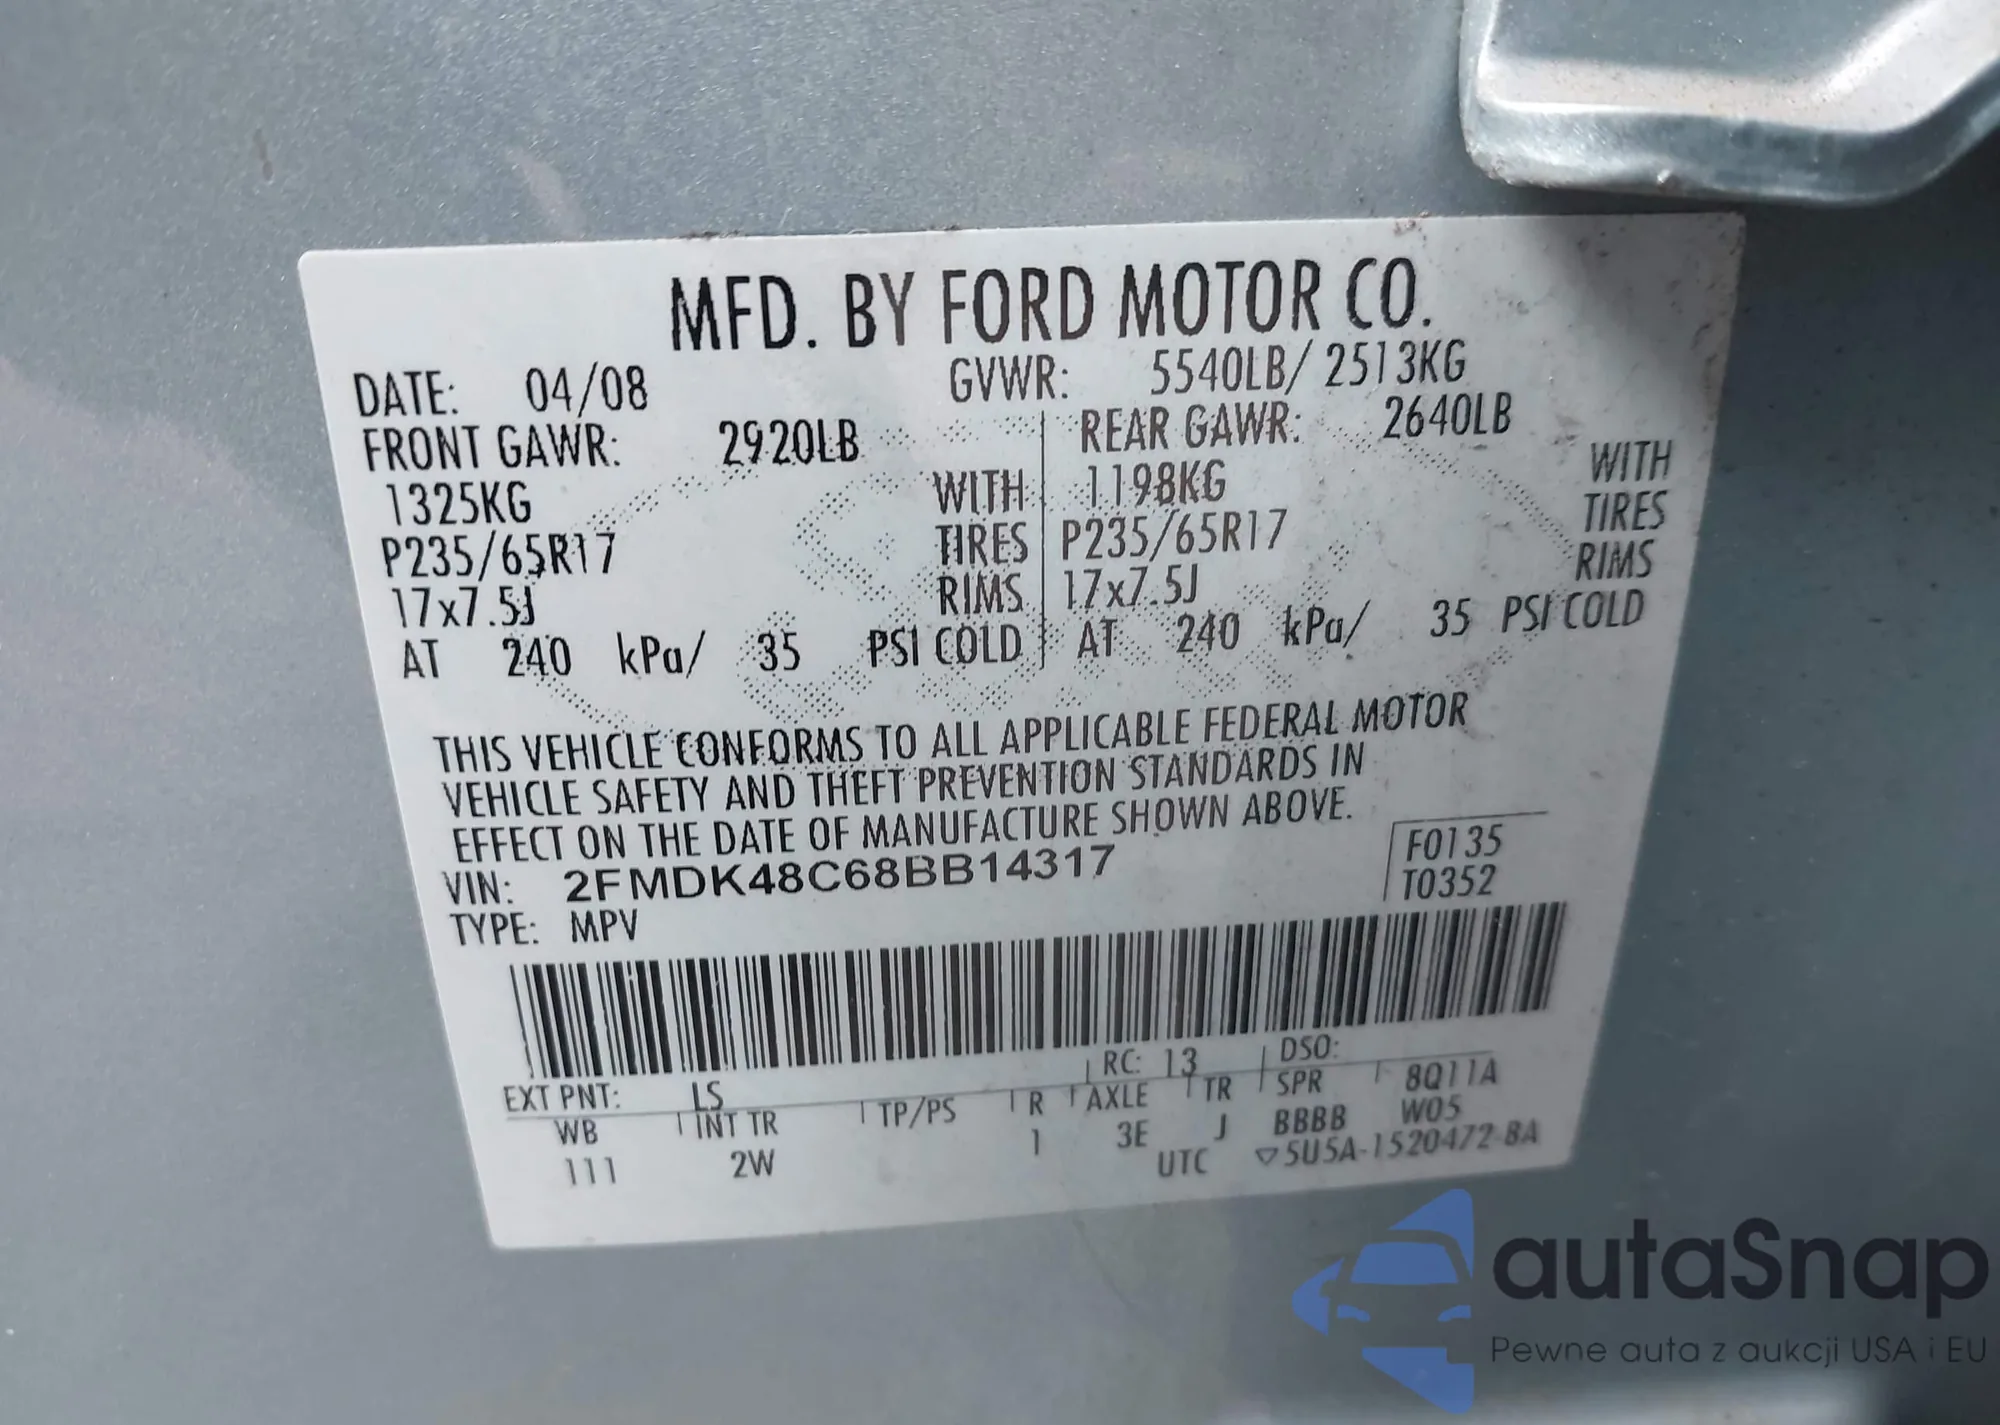 MFD. BY FORD MOTOR CO.
DATE: 04/08 GVWR: 5540LB/ 2513KG
FRONT GAWR: 2920LB REAR GAWR: 2640LB
1325KG WITH 1198KG WITH
P235/65R17 TIRES P235/65R17 TIRES
17x7.5J RIMS 17x7.5J RIMS
AT 240 kPa/ 35 PSI COLD AT 240 kPa/ 35 PSI COLD
THIS VEHICLE CONFORMS TO ALL APPLICABLE FEDERAL MOTOR
VEHICLE SAFETY AND THEFT PREVENTION STANDARDS IN
EFFECT ON THE DATE OF MANUFACTURE SHOWN ABOVE.
VIN: 2FMDK48C68BB14317 F0135
TYPE: MPV T0352
EXT PNT: LS RC: 13 DSO:
WB INT TR TP/PS R AXLE TR SPR 8Q11A
111 2W 1 3E J BBBB W05
UTC ▽5U5A-1520472-BA
autaSnap
Pewne auta z aukcji USA i EU